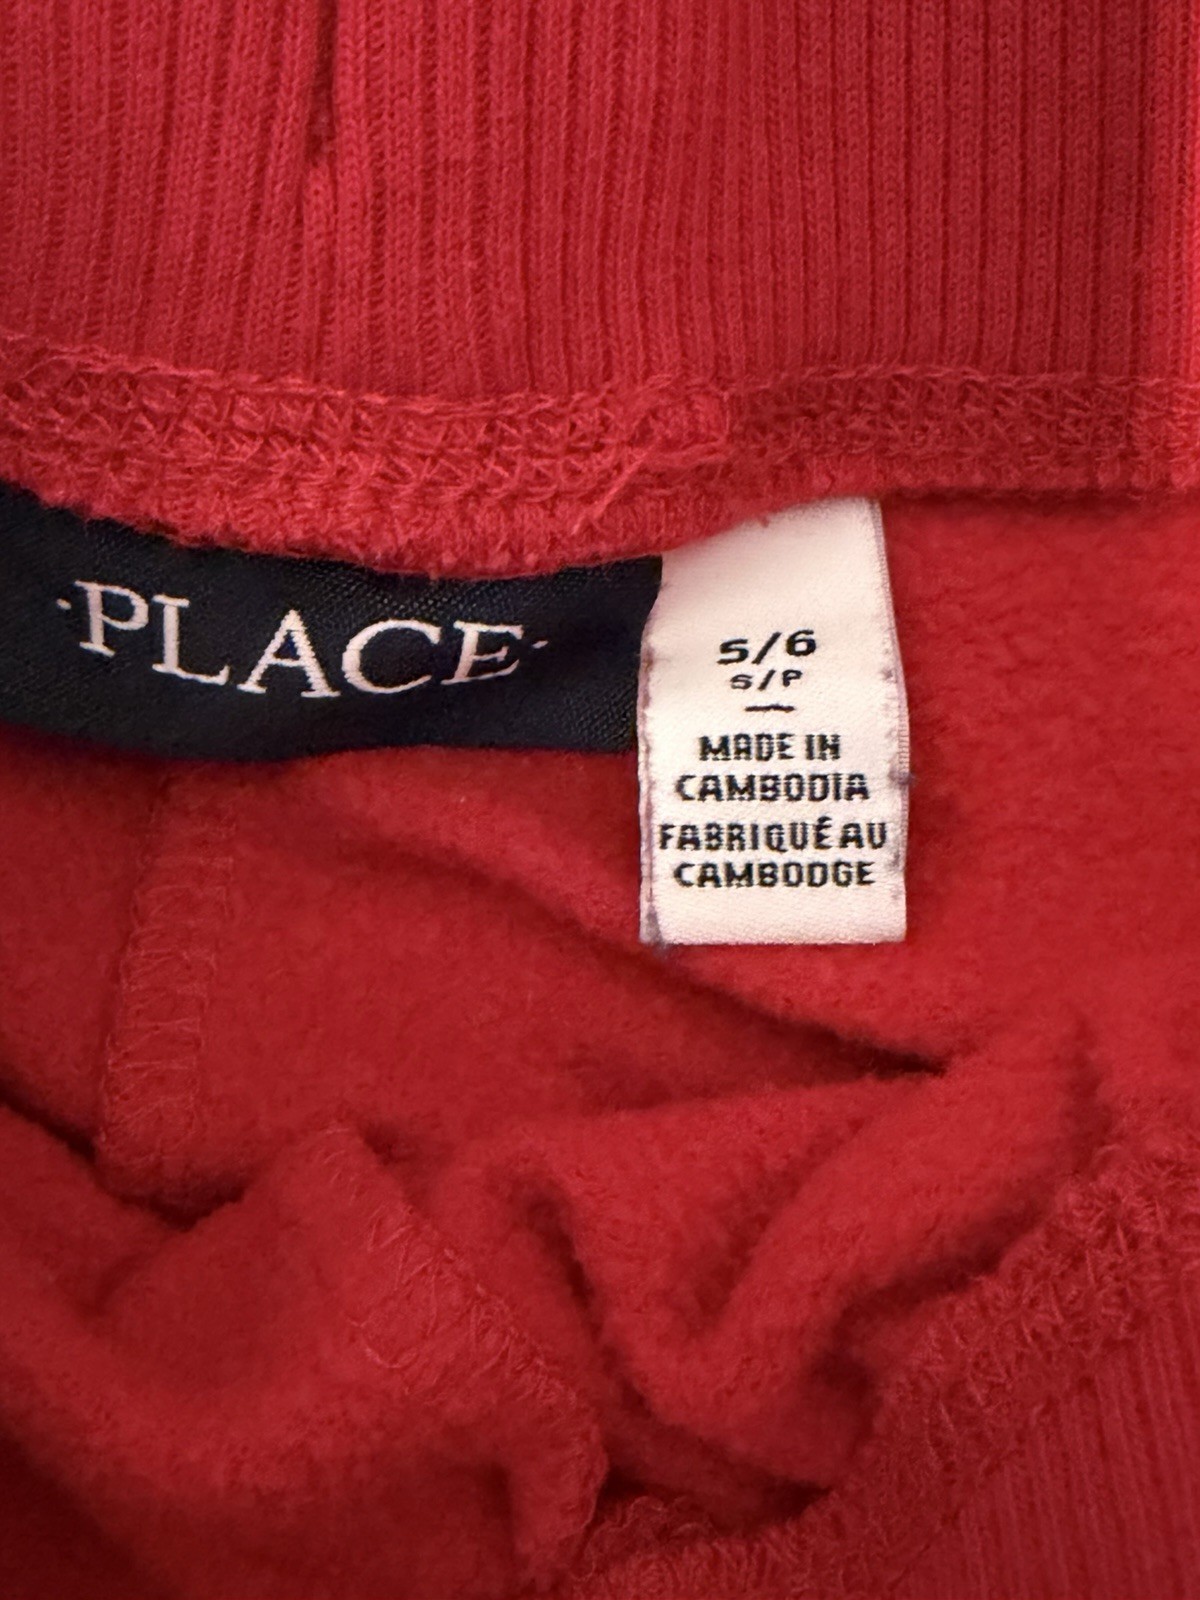 ·PLACE·
5/6
S/P
—
MADE IN
CAMBODIA
FABRIQUÉ AU
CAMBODGE